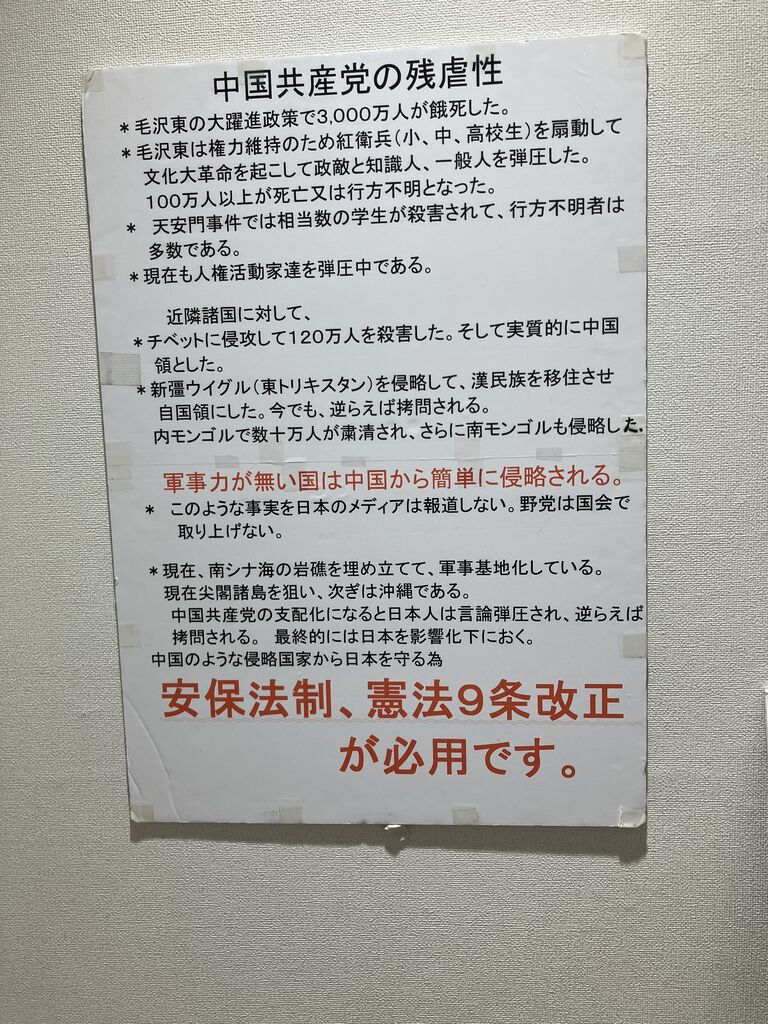 中国共産党の残虐性
＊毛沢東の大躍進政策で3,000万人が餓死した。
＊毛沢東は権力維持のため紅衛兵(小、中、高校生)を扇動して
文化大革命を起こして政敵と知識人、一般人を弾圧した。
100万人以上が死亡又は行方不明となった。
＊ 天安門事件では相当数の学生が殺害されて、行方不明者は
多数である。
＊現在も人権活動家達を弾圧中である。
近隣諸国に対して、
＊チベットに侵攻して120万人を殺害した。そして実質的に中国
領とした。
＊新疆ウイグル(東トリキスタン)を侵略して、漢民族を移住させ
自国領にした。今でも、逆らえば拷問される。
内モンゴルで数十万人が粛清され、さらに南モンゴルも侵略した.
軍事力が無い国は中国から簡単に侵略される。
＊ このような事実を日本のメディアは報道しない。野党は国会で
取り上げない。
＊現在、南シナ海の岩礁を埋め立てて、軍事基地化している。
現在尖閣諸島を狙い、次ぎは沖縄である。
中国共産党の支配化になると日本人は言論弾圧され、逆らえば
拷問される。 最終的には日本を影響化下におく。
中国のような侵略国家から日本を守る為
安保法制、憲法9条改正
が必用です。